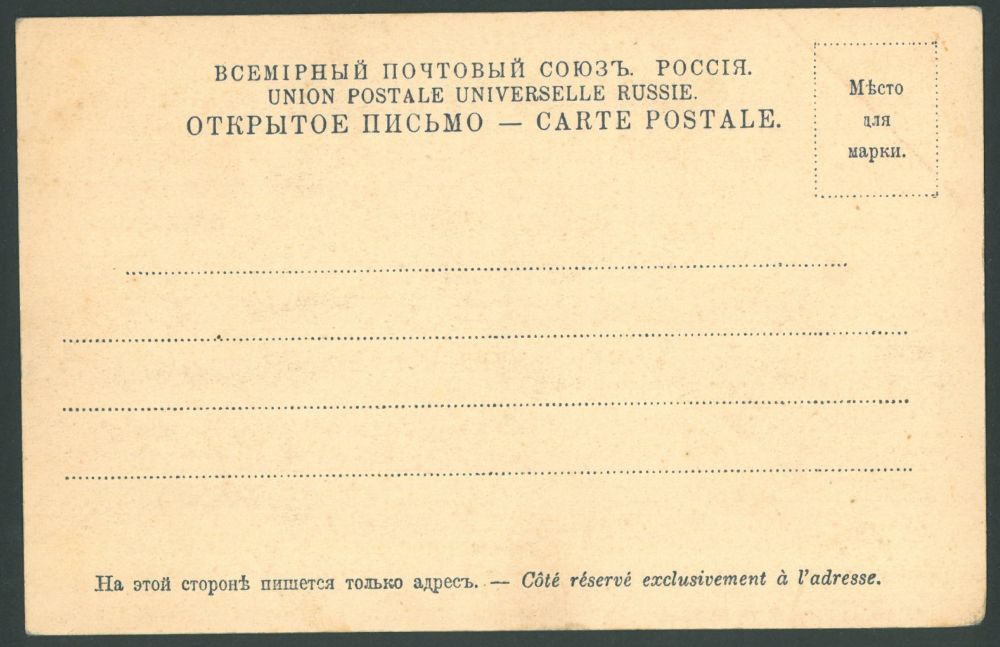 ВСЕМІРНЫЙ ПОЧТОВЫЙ СОЮЗЪ. РОССІЯ.
UNION POSTALE UNIVERSELLE RUSSIE.
ОТКРЫТОЕ ПИСЬМО — CARTE POSTALE.
Мѣсто
для
марки.
На этой сторонѣ пишется только адресъ. — Côté réservé exclusivement à l'adresse.